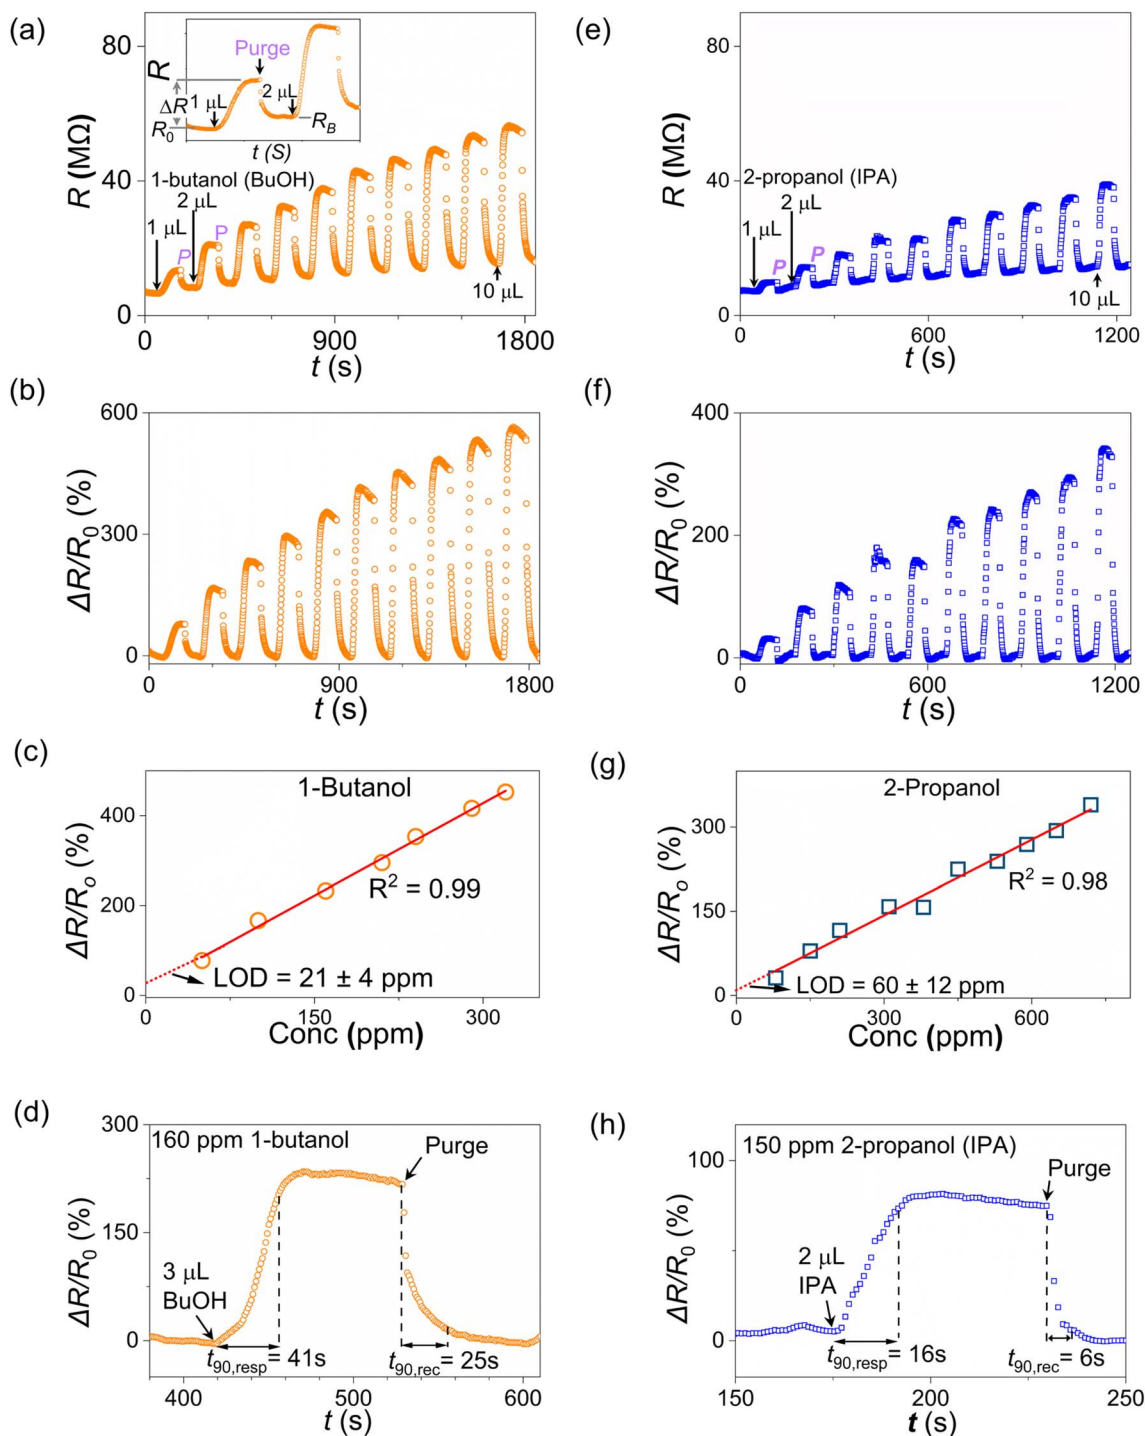 (a)
80
40
0
R (MΩ)
R
ΔR
R₀
1 μL
Purge
2 μL
R_B
t (S)
1-butanol (BuOH)
1 μL
2 μL
P
P
10 μL
0
900
1800
t (s)
(e)
80
40
0
R (MΩ)
2-propanol (IPA)
1 μL
2 μL
P
P
10 μL
0
600
1200
t (s)
(b)
600
300
0
ΔR/R₀ (%)
0
900
1800
t (s)
(f)
400
200
0
ΔR/R₀ (%)
0
600
1200
t (s)
(c)
400
200
0
ΔR/Rₒ (%)
1-Butanol
R² = 0.99
LOD = 21 ± 4 ppm
0
150
300
Conc (ppm)
(g)
300
150
0
ΔR/Rₒ (%)
2-Propanol
R² = 0.98
LOD = 60 ± 12 ppm
0
300
600
Conc (ppm)
(d)
300
150
0
ΔR/R₀ (%)
160 ppm 1-butanol
Purge
3 μL
BuOH
t90,resp = 41s
t90,rec = 25s
400
500
600
t (s)
(h)
100
0
ΔR/R₀ (%)
150 ppm 2-propanol (IPA)
Purge
2 μL
IPA
t90,resp = 16s
t90,rec = 6s
150
200
250
t (s)